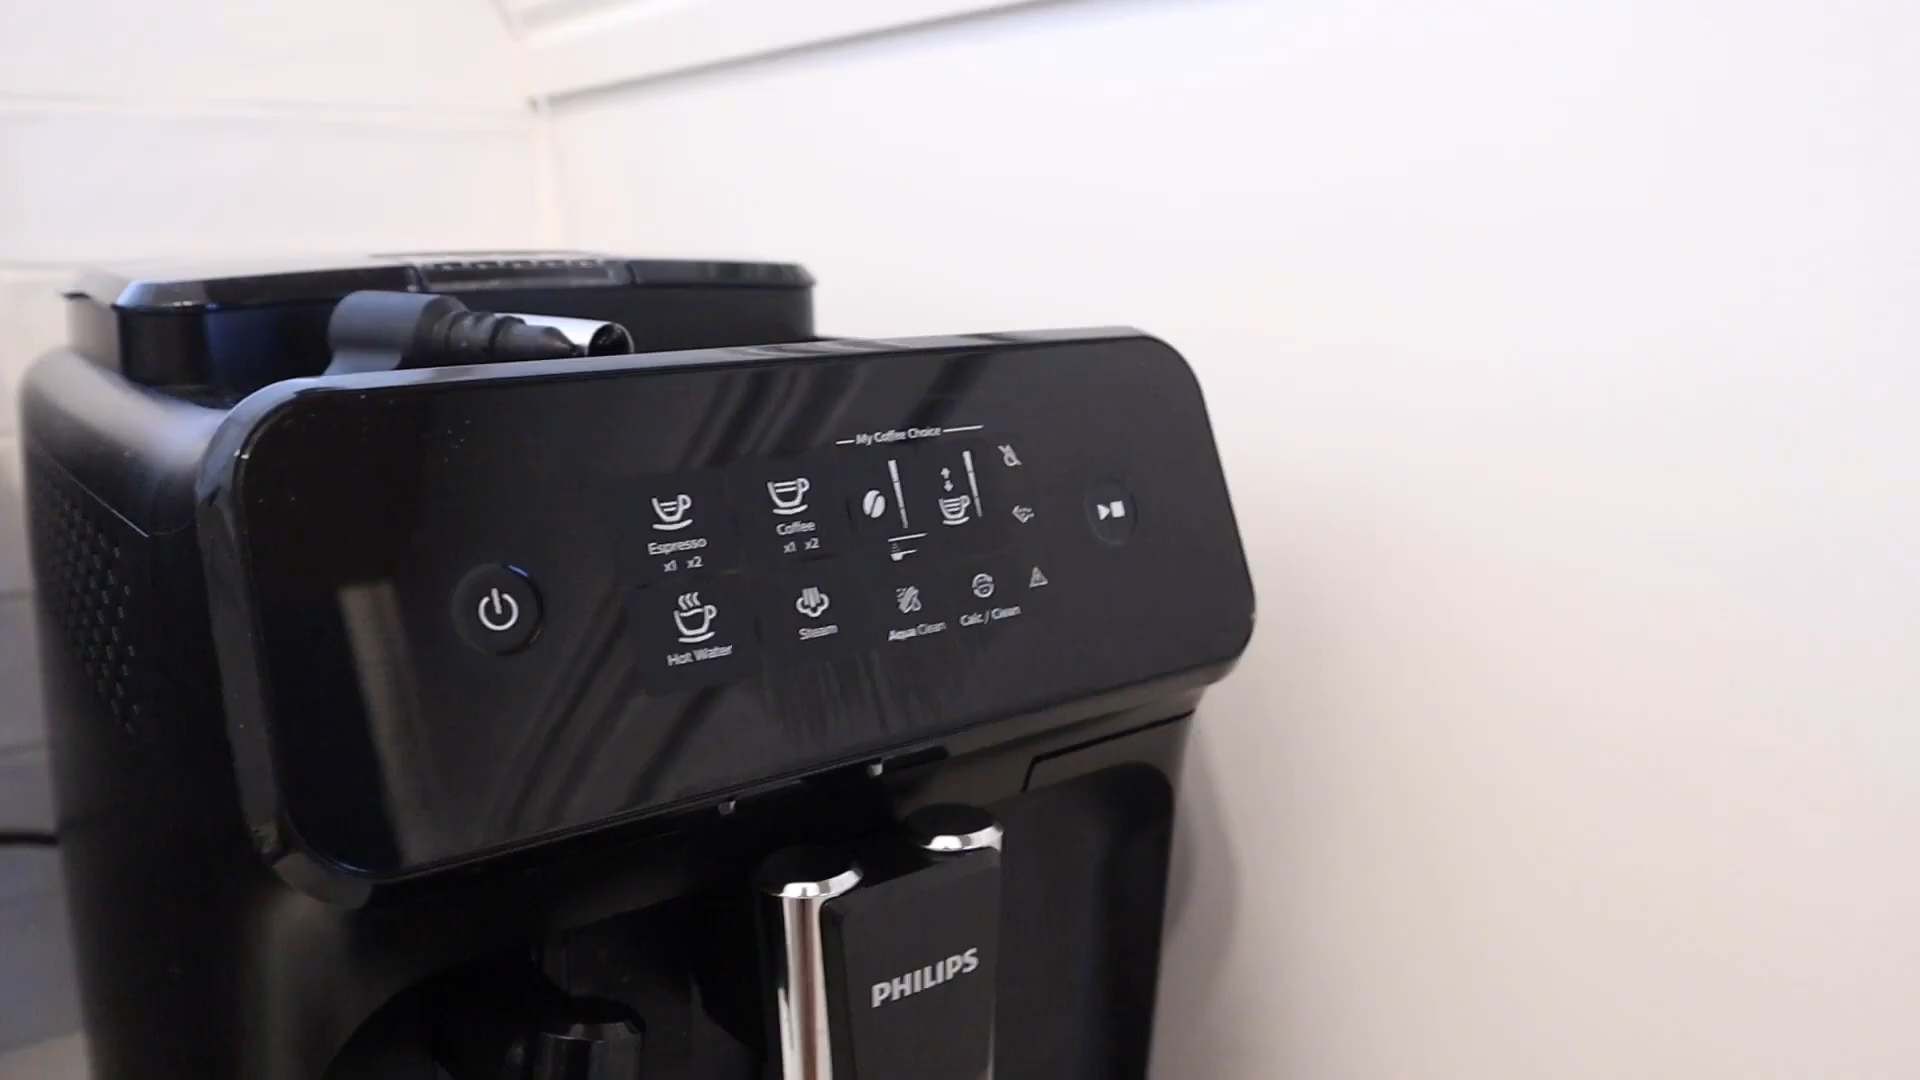 My Coffee Choice
Espresso
x1 x2
Coffee
x1 x2
Hot Water
Steam
Aqua Clean
Calc / Clean
PHILIPS